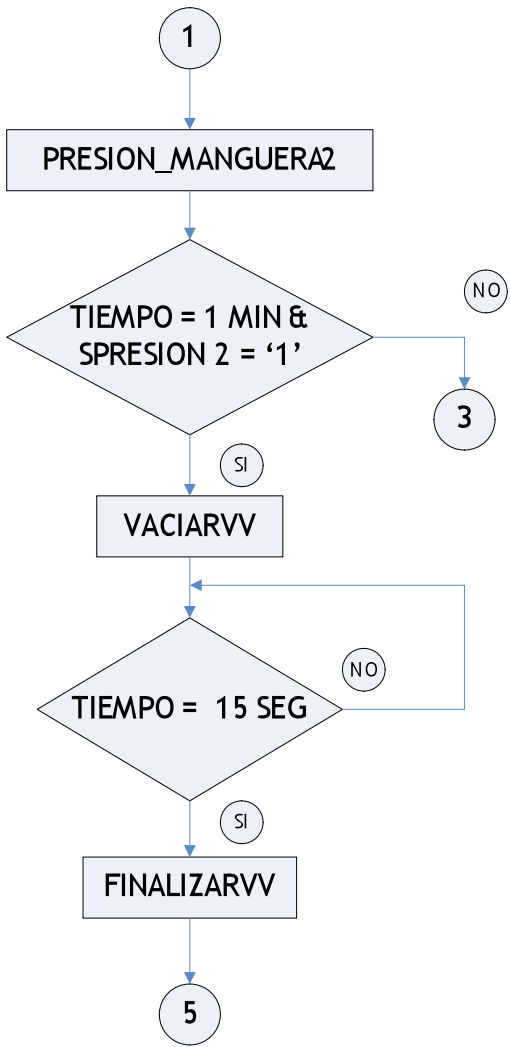 1
PRESION_MANGUERA2
TIEMPO = 1 MIN &
SPRESION 2 = ‘1’
NO
3
SI
VACIARVV
NO
TIEMPO = 15 SEG
SI
FINALIZARVV
5